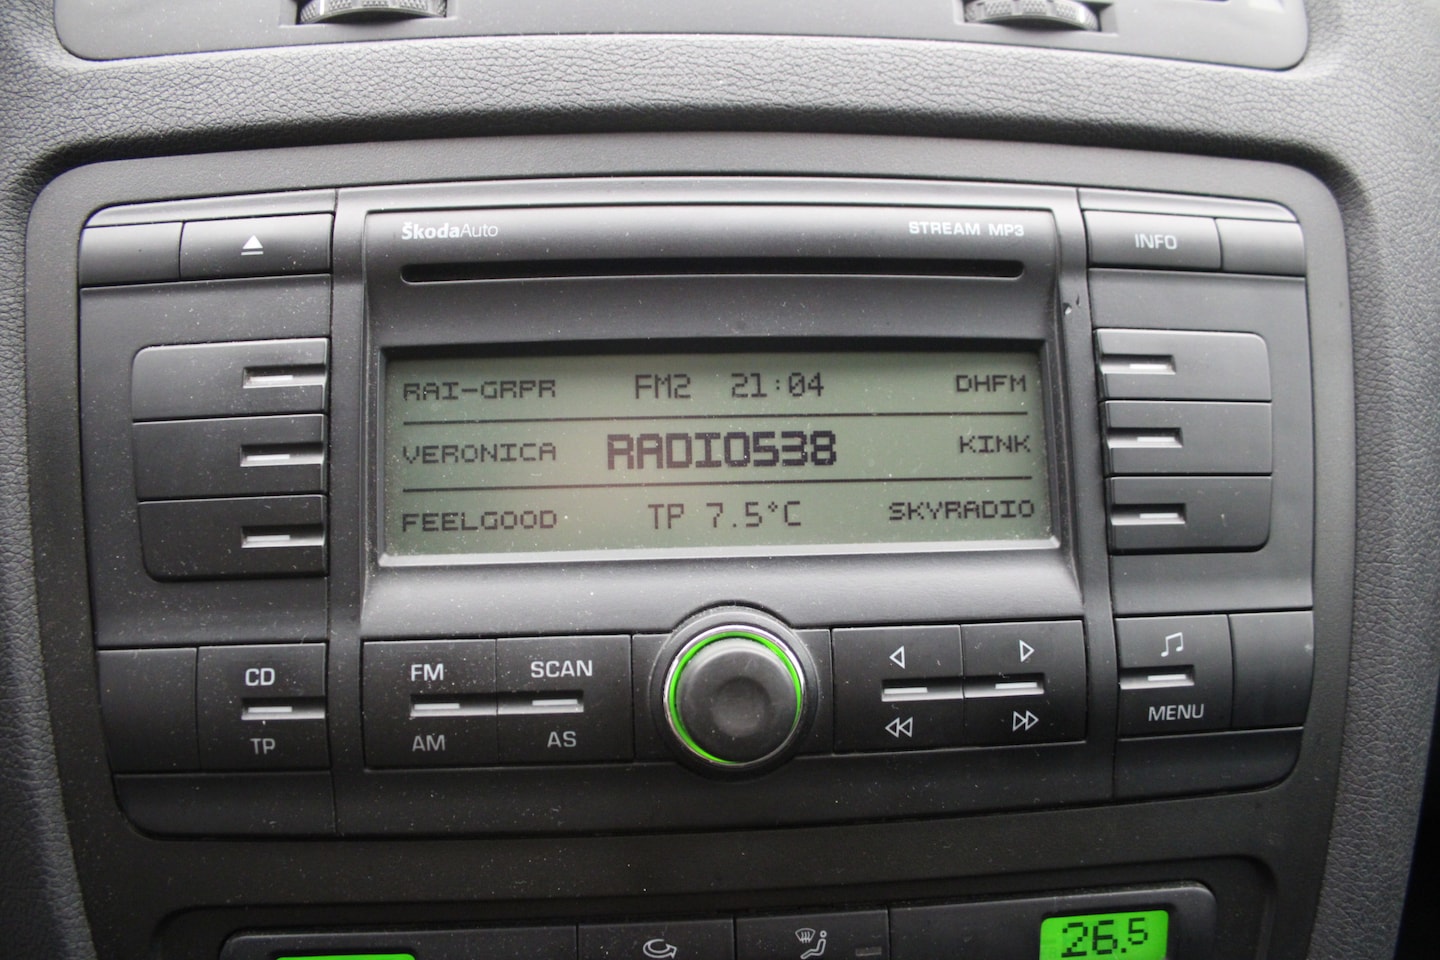 ŠkodaAuto STREAM MP3
INFO
RAI-GRPR FM2 21:04 DHFM
VERONICA RADIO538 KINK
FEELGOOD TP 7.5°C SKYRADIO
CD FM SCAN
TP AM AS MENU
26.5